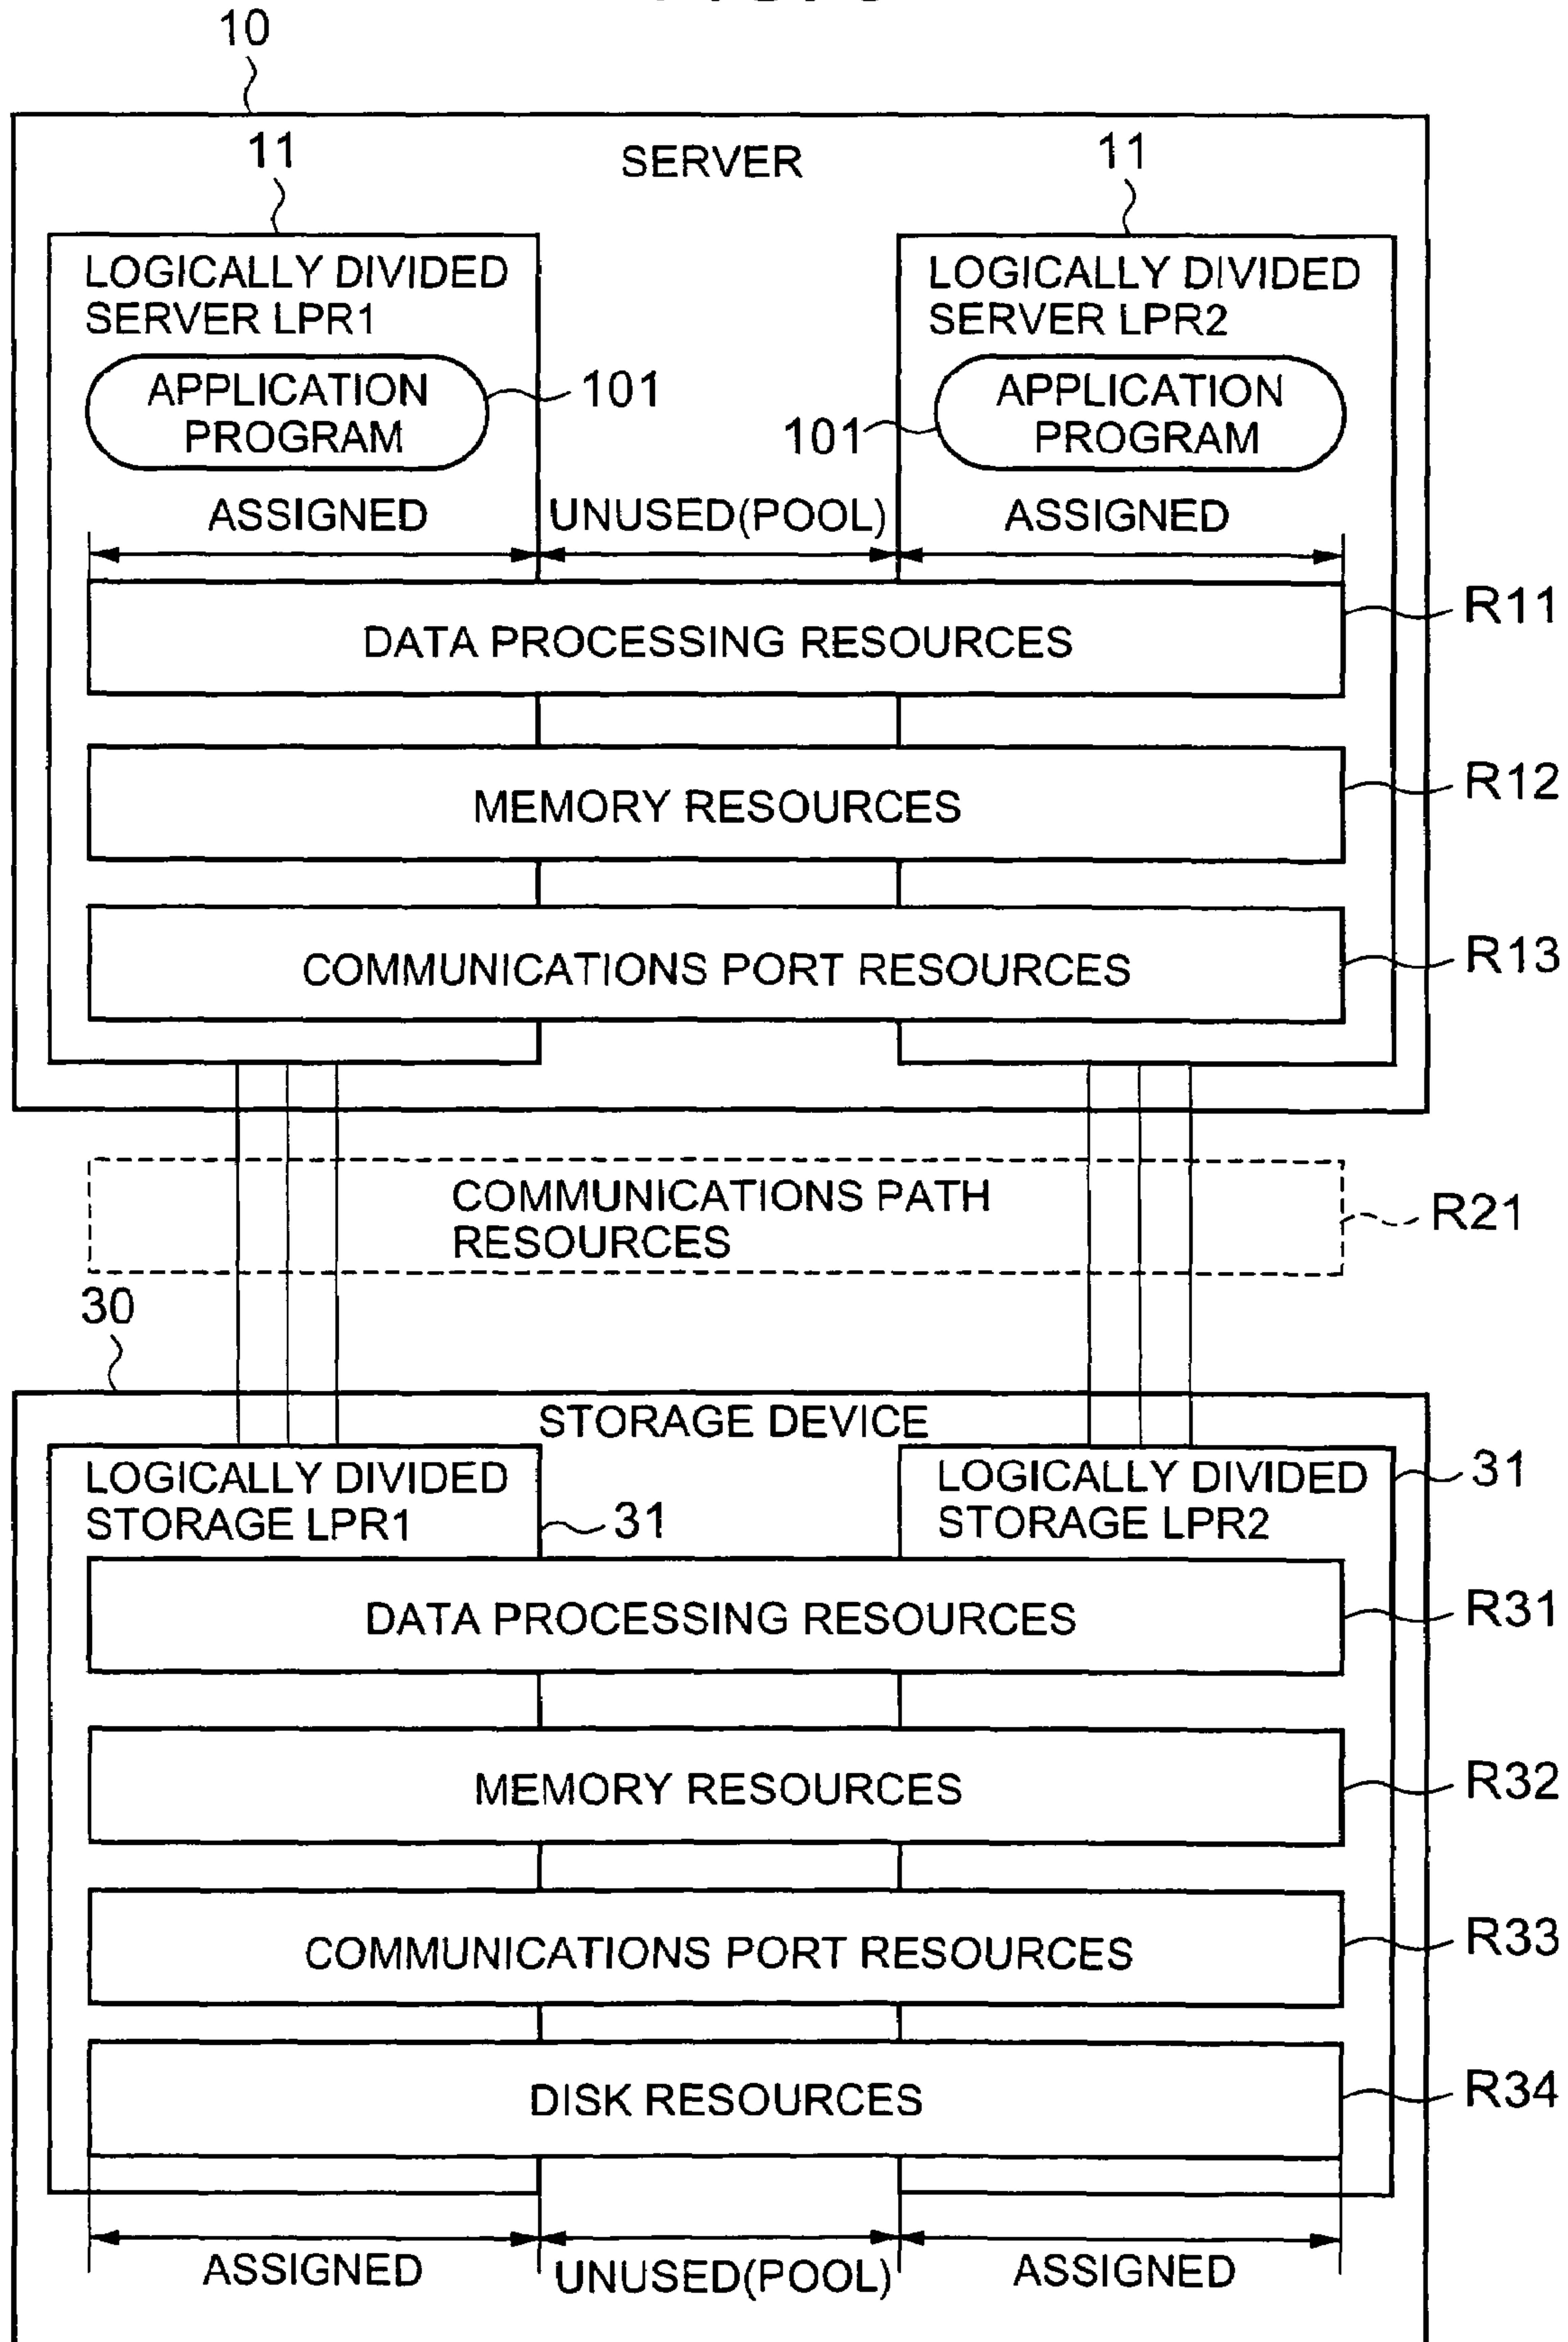 10
11
SERVER
11
LOGICALLY DIVIDED
SERVER LPR1
LOGICALLY DIVIDED
SERVER LPR2
APPLICATION
PROGRAM
101
101
APPLICATION
PROGRAM
ASSIGNED
UNUSED(POOL)
ASSIGNED
DATA PROCESSING RESOURCES
R11
MEMORY RESOURCES
R12
COMMUNICATIONS PORT RESOURCES
R13
COMMUNICATIONS PATH
RESOURCES
R21
30
STORAGE DEVICE
LOGICALLY DIVIDED
STORAGE LPR1
31
LOGICALLY DIVIDED
STORAGE LPR2
31
DATA PROCESSING RESOURCES
R31
MEMORY RESOURCES
R32
COMMUNICATIONS PORT RESOURCES
R33
DISK RESOURCES
R34
ASSIGNED
UNUSED(POOL)
ASSIGNED